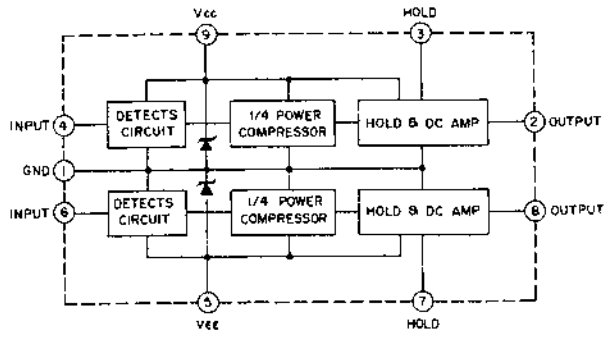 Vcc HOLD
9 3
INPUT 4 DETECTS CIRCUIT 1/4 POWER COMPRESSOR HOLD & DC AMP 2 OUTPUT
GND 1
INPUT 6 DETECTS CIRCUIT 1/4 POWER COMPRESSOR HOLD & DC AMP 8 OUTPUT
5 7
VEE HOLD